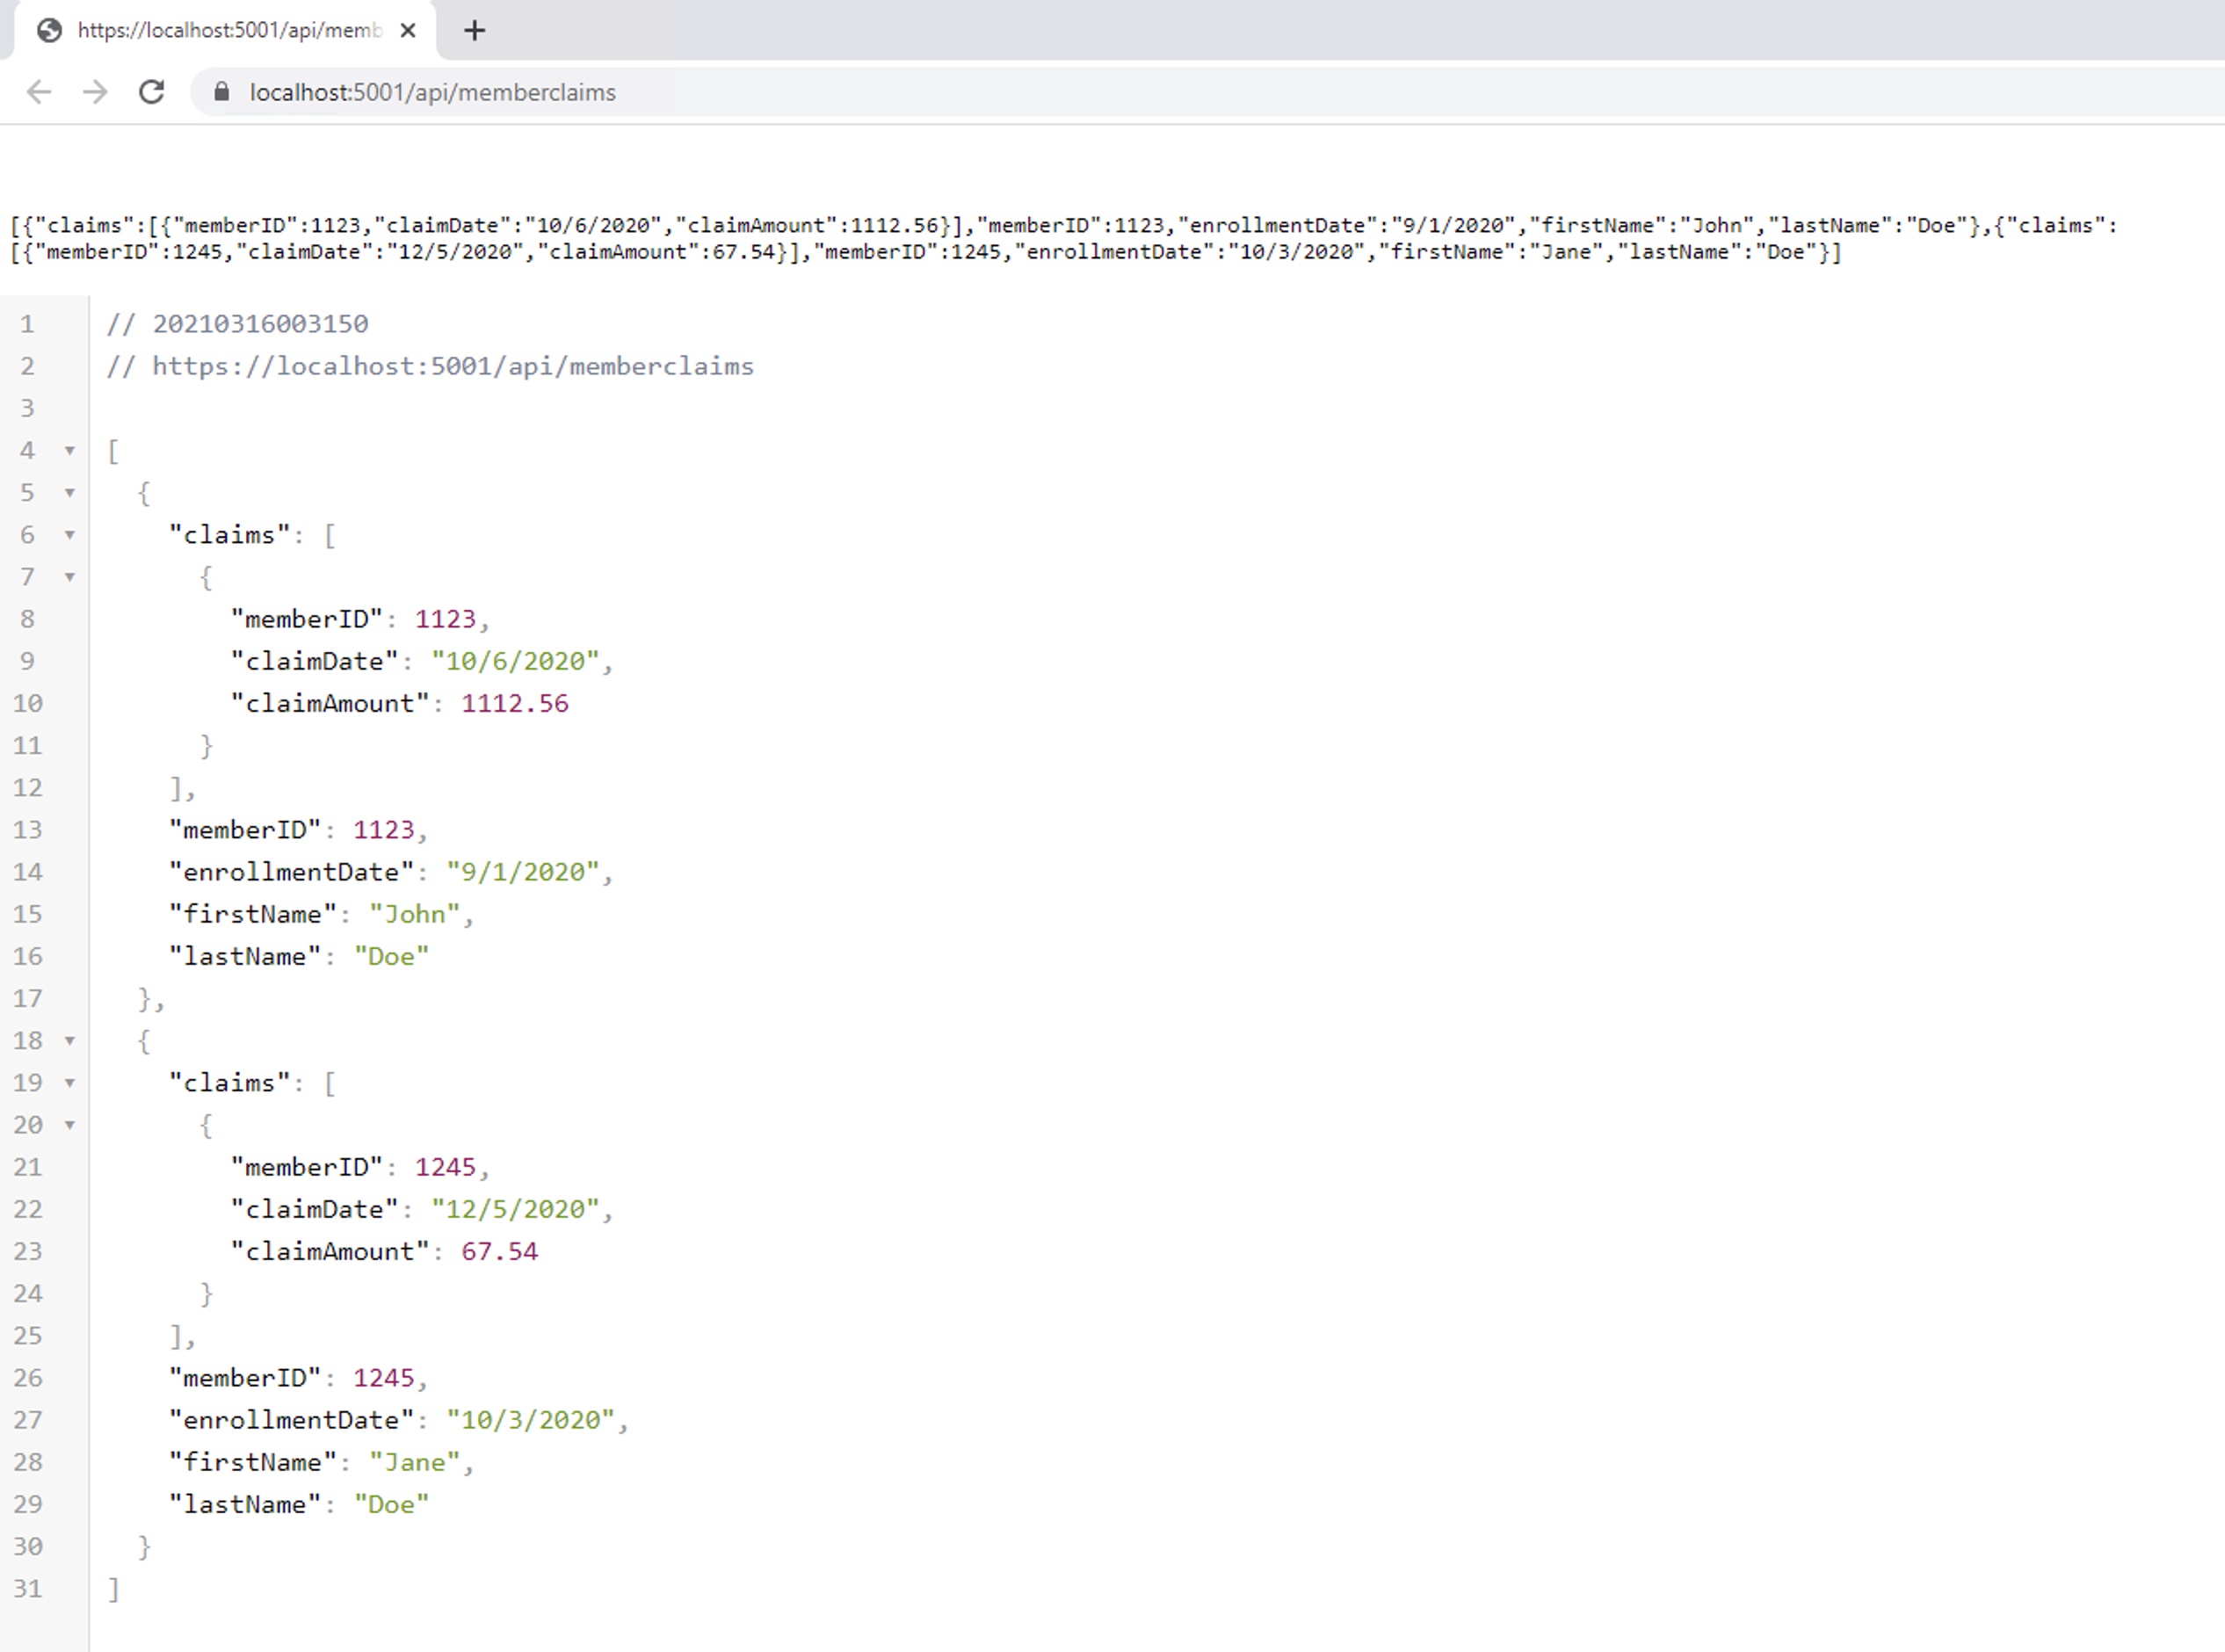 https://localhost:5001/api/memb
localhost:5001/api/memberclaims
[{"claims":[{"memberID":1123,"claimDate":"10/6/2020","claimAmount":1112.56}],"memberID":1123,"enrollmentDate":"9/1/2020","firstName":"John","lastName":"Doe"},{"claims":
[{"memberID":1245,"claimDate":"12/5/2020","claimAmount":67.54}],"memberID":1245,"enrollmentDate":"10/3/2020","firstName":"Jane","lastName":"Doe"}]
1 // 20210316003150
2 // https://localhost:5001/api/memberclaims
3
4 [
5 {
6 "claims": [
7 {
8 "memberID": 1123,
9 "claimDate": "10/6/2020",
10 "claimAmount": 1112.56
11 }
12 ],
13 "memberID": 1123,
14 "enrollmentDate": "9/1/2020",
15 "firstName": "John",
16 "lastName": "Doe"
17 },
18 {
19 "claims": [
20 {
21 "memberID": 1245,
22 "claimDate": "12/5/2020",
23 "claimAmount": 67.54
24 }
25 ],
26 "memberID": 1245,
27 "enrollmentDate": "10/3/2020",
28 "firstName": "Jane",
29 "lastName": "Doe"
30 }
31 ]